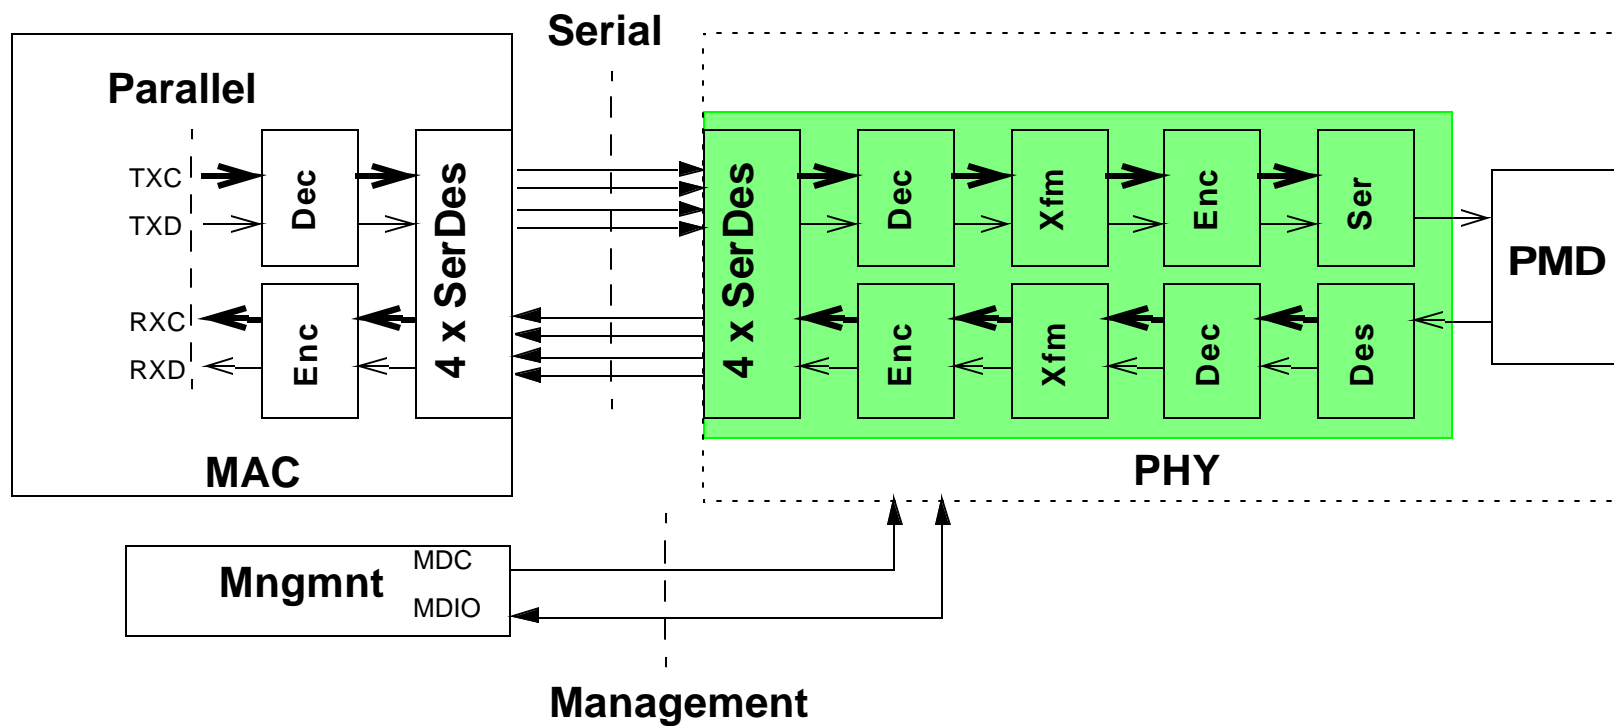 Serial
Parallel
TXC
TXD
RXC
RXD
Dec
Enc
4 x SerDes
MAC
4 x SerDes
Dec
Xfm
Enc
Ser
Enc
Xfm
Dec
Des
PHY
PMD
Mngmnt
MDC
MDIO
Management